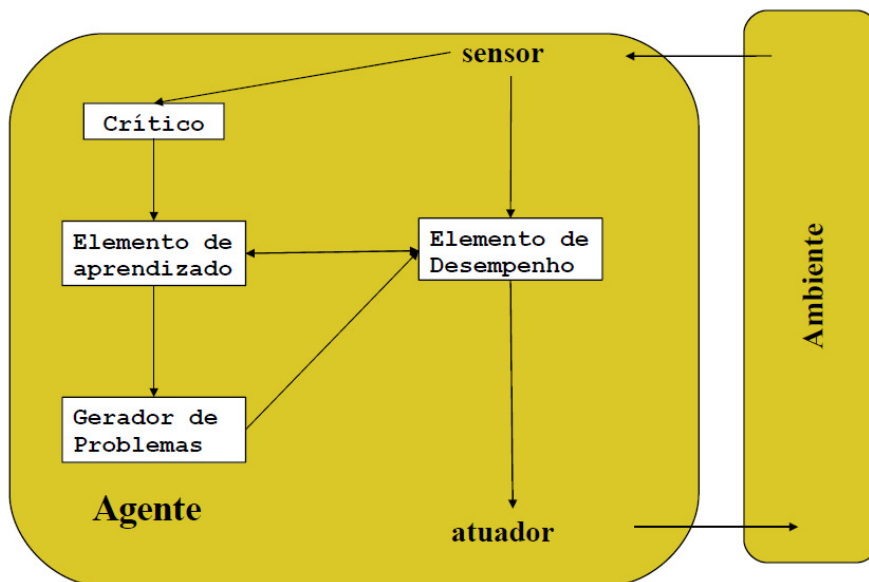 sensor
Crítico
Elemento de
aprendizado
Elemento de
Desempenho
Ambiente
Gerador de
Problemas
Agente
atuador